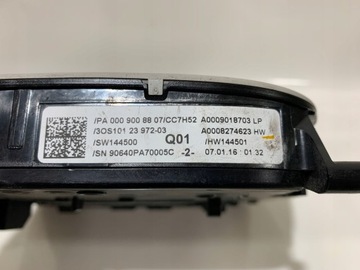 /PA 000 900 88 07/CC7H52 A0009018703 LP
/3OS101 23 972-03 A0008274623 HW
/SW144500 Q01 /HW144501
/SN 90640PA70005C -2- 07.01.16 01:32